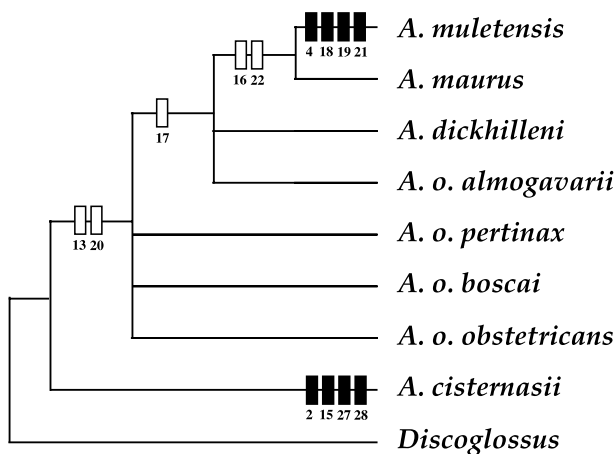 A. muletensis
4 18 19 21
A. maurus
16 22
A. dickhilleni
17
A. o. almogavarii
A. o. pertinax
13 20
A. o. boscai
A. o. obstetricans
A. cisternasii
2 15 27 28
Discoglossus